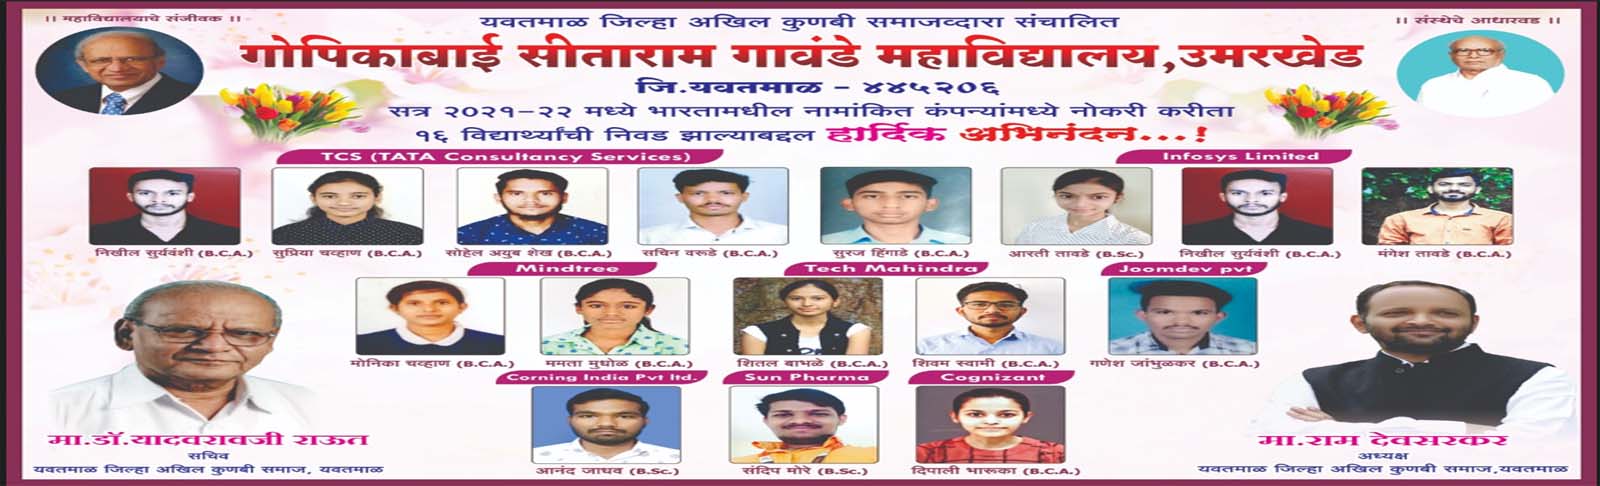 ।। महाविद्यालयाचे संजीवक ।।
यवतमाळ जिल्हा अखिल कुणबी समाजव्दारा संचालित
।। संस्थेचे आधारवड ।।
गोपिकाबाई सीताराम गावंडे महाविद्यालय,उमरखेड
जि.यवतमाळ - ४४५२०६
सत्र २०२१-२२ मध्ये भारतामधील नामांकित कंपन्यांमध्ये नोकरी करीता
१६ विद्यार्थ्यांची निवड झाल्याबद्दल हार्दिक अभिनंदन...!
TCS (TATA Consultancy Services)
Infosys Limited
निखील सुर्यवंशी (B.C.A.)
सुप्रिया चव्हाण (B.C.A.)
सोहेल अयुब शेख (B.C.A.)
सचिन वरूडे (B.C.A.)
सुरज हिंगाडे (B.C.A.)
आरती तावडे (B.Sc.)
निखील सुर्यवंशी (B.C.A.)
मंगेश तावडे (B.C.A.)
Mindtree
Tech Mahindra
Joomdev pvt
मोनिका चव्हाण (B.C.A.)
ममता मुधोळ (B.C.A.)
शितल बाभळे (B.C.A.)
शिवम स्वामी (B.C.A.)
गणेश जांभुळकर (B.C.A.)
Corning India Pvt ltd.
Sun Pharma
Cognizant
आनंद जाधव (B.Sc.)
संदिप मोरे (B.Sc.)
दिपाली भारूका (B.C.A.)
मा.डॉ.यादवरावजी राऊत
सचिव
यवतमाळ जिल्हा अखिल कुणबी समाज, यवतमाळ
मा.राम देवसरकर
अध्यक्ष
यवतमाळ जिल्हा अखिल कुणबी समाज,यवतमाळ